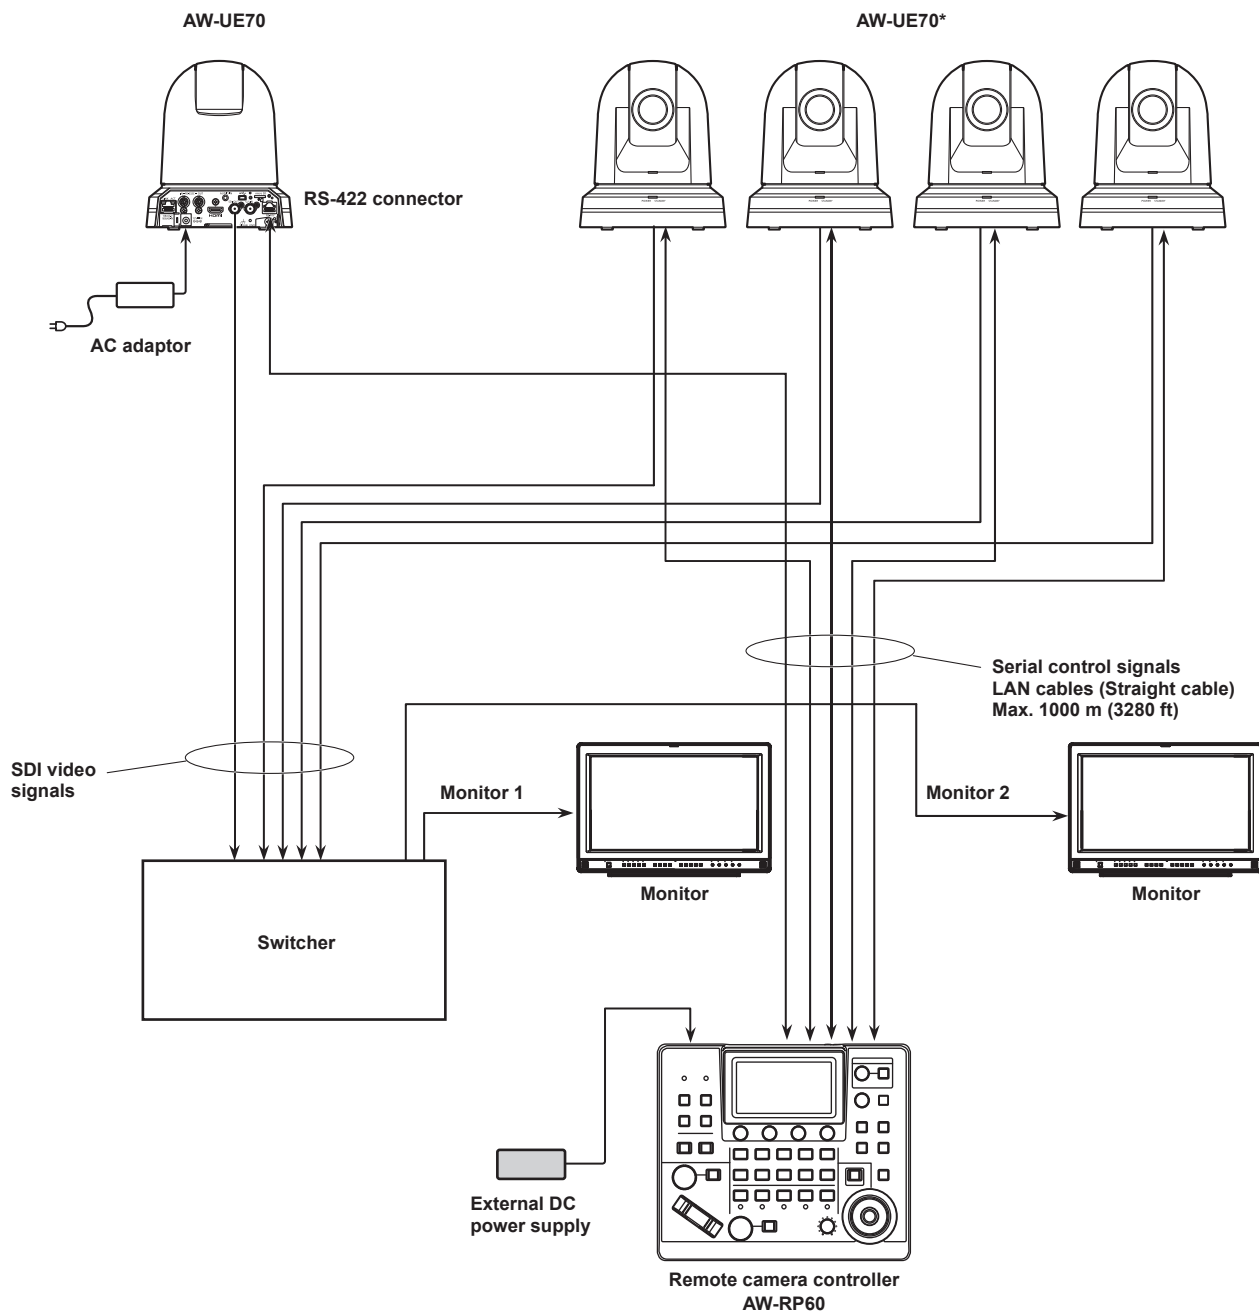 AW-UE70
AW-UE70*
RS-422 connector
HDMI
AC adaptor
Serial control signals
LAN cables (Straight cable)
Max. 1000 m (3280 ft)
SDI video
signals
Monitor 1
Monitor 2
Monitor
Monitor
Switcher
External DC
power supply
Remote camera controller
AW-RP60